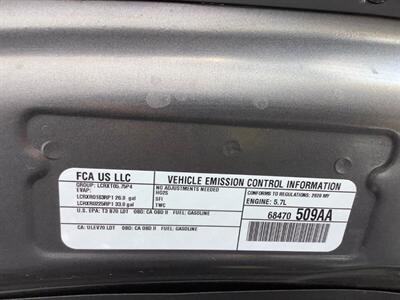 FCA US LLC
VEHICLE EMISSION CONTROL INFORMATION
GROUP: LCRXT05.75P4
EVAP:
LCRXR0163RP1 26.0 gal
LCRXR0225RP1 33.0 gal
NO ADJUSTMENTS NEEDED
HO2S
SFI
TWC
CONFORMS TO REGULATIONS: 2020 MY
ENGINE: 5.7L
68470 509AA
U.S. EPA: T3 B70 LDT OBD: CA OBD II FUEL: GASOLINE
CA: ULEV70 LDT OBD: CA OBD II FUEL: GASOLINE